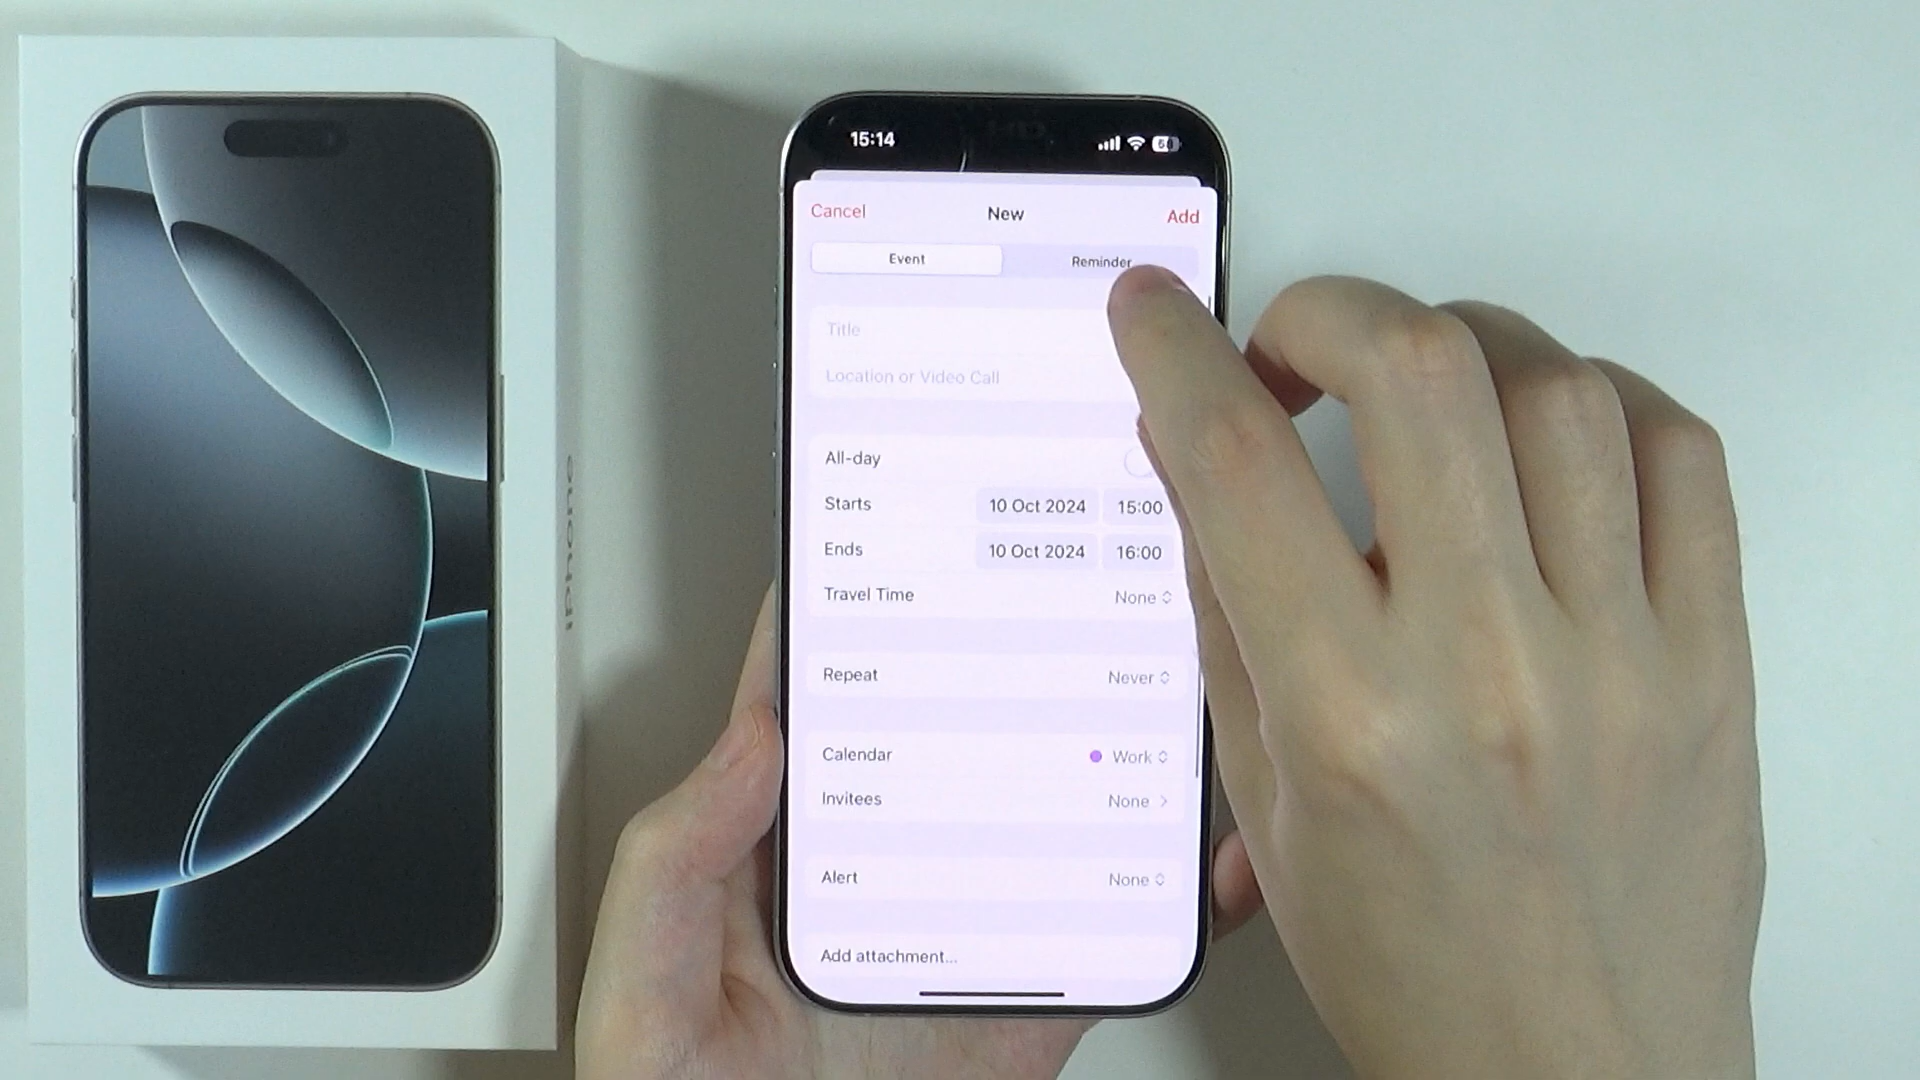 iPhone
15:14
Cancel New Add
Event Reminder
Title
Location or Video Call
All-day
Starts 10 Oct 2024 15:00
Ends 10 Oct 2024 16:00
Travel Time None
Repeat Never
Calendar Work
Invitees None
Alert None
Add attachment...